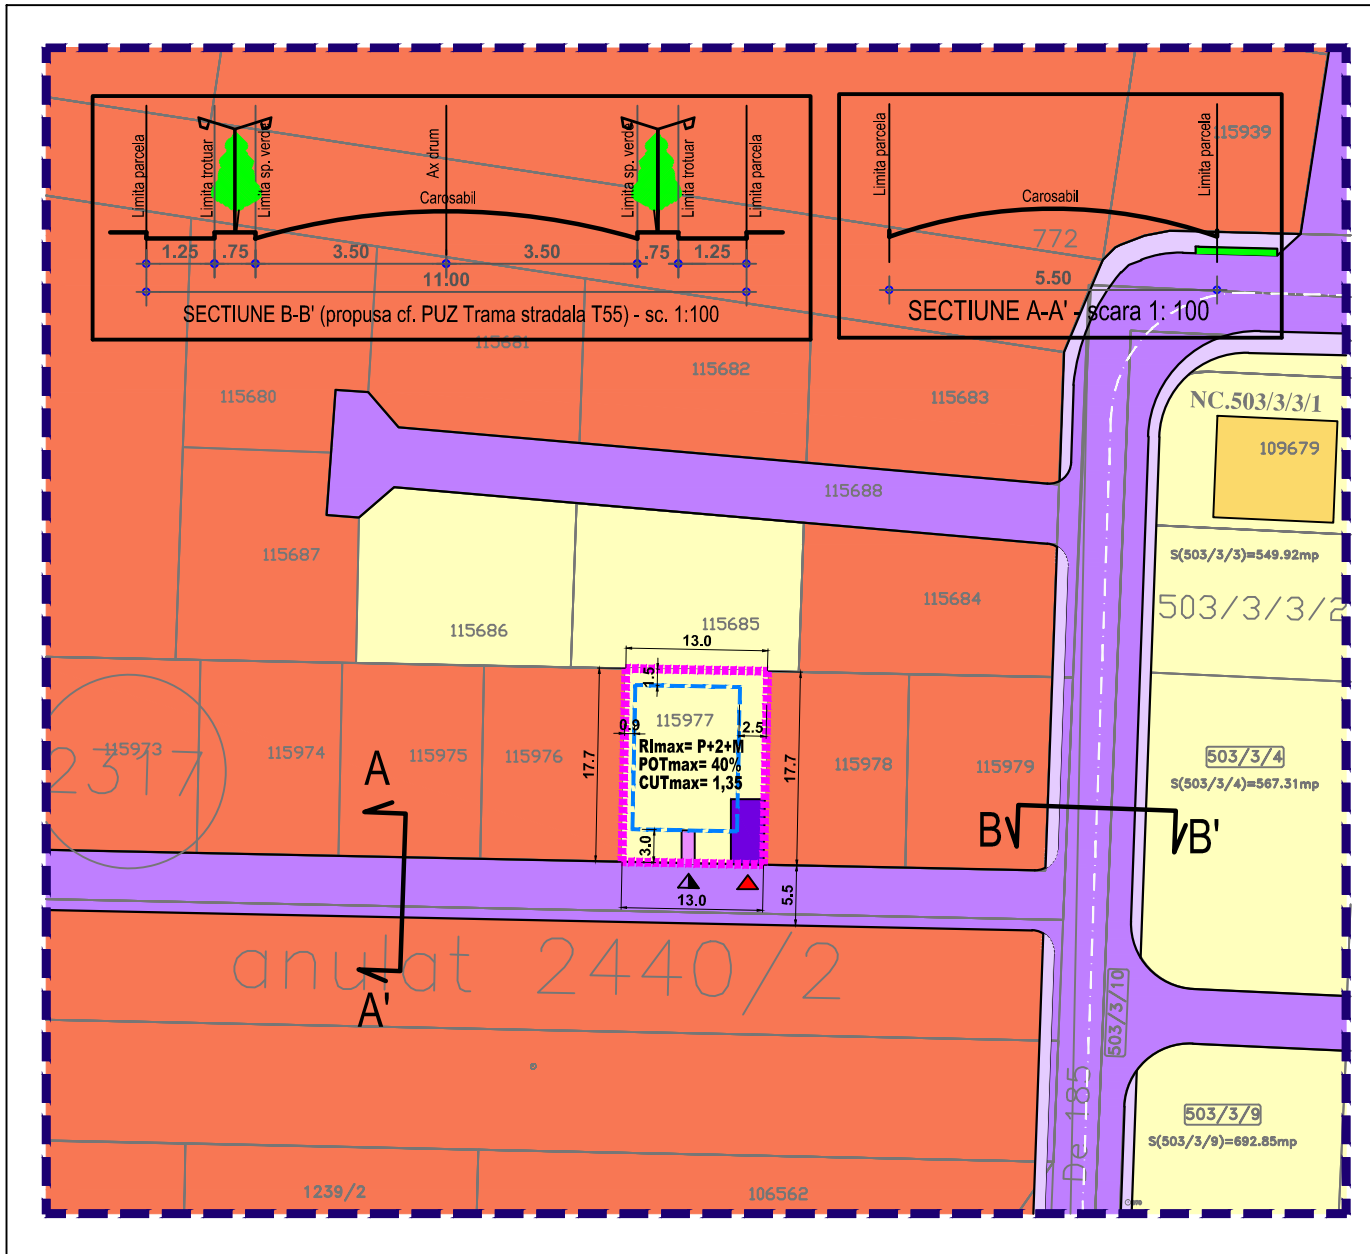 Limita parcela
Limita trotuar
Limita sp. verde
Ax drum
Carosabil
Limita sp. verde
Limita trotuar
Limita parcela
1.25
.75
3.50
3.50
.75
1.25
11.00
SECTIUNE B-B' (propusa cf. PUZ Trama stradala T55) - sc. 1:100
Limita parcela
Carosabil
Limita parcela
5.50
SECTIUNE A-A' - scara 1: 100
115939
772
115681
115682
115680
115683
NC.503/3/3/1
109679
115688
115687
S(503/3/3)=549.92mp
115684
503/3/3/2
115686
115685
13.0
1.5
115977
0.9
2.5
RImax= P+2+M
POTmax= 40%
CUTmax= 1,35
17.7
17.7
3.0
13.0
5.5
115973
2317
115974
115975
115976
115978
115979
503/3/4
S(503/3/4)=567.31mp
A
A'
B
B'
anulat 2440/2
503/3/10
De 185
503/3/9
S(503/3/9)=692.85mp
1239/2
106562